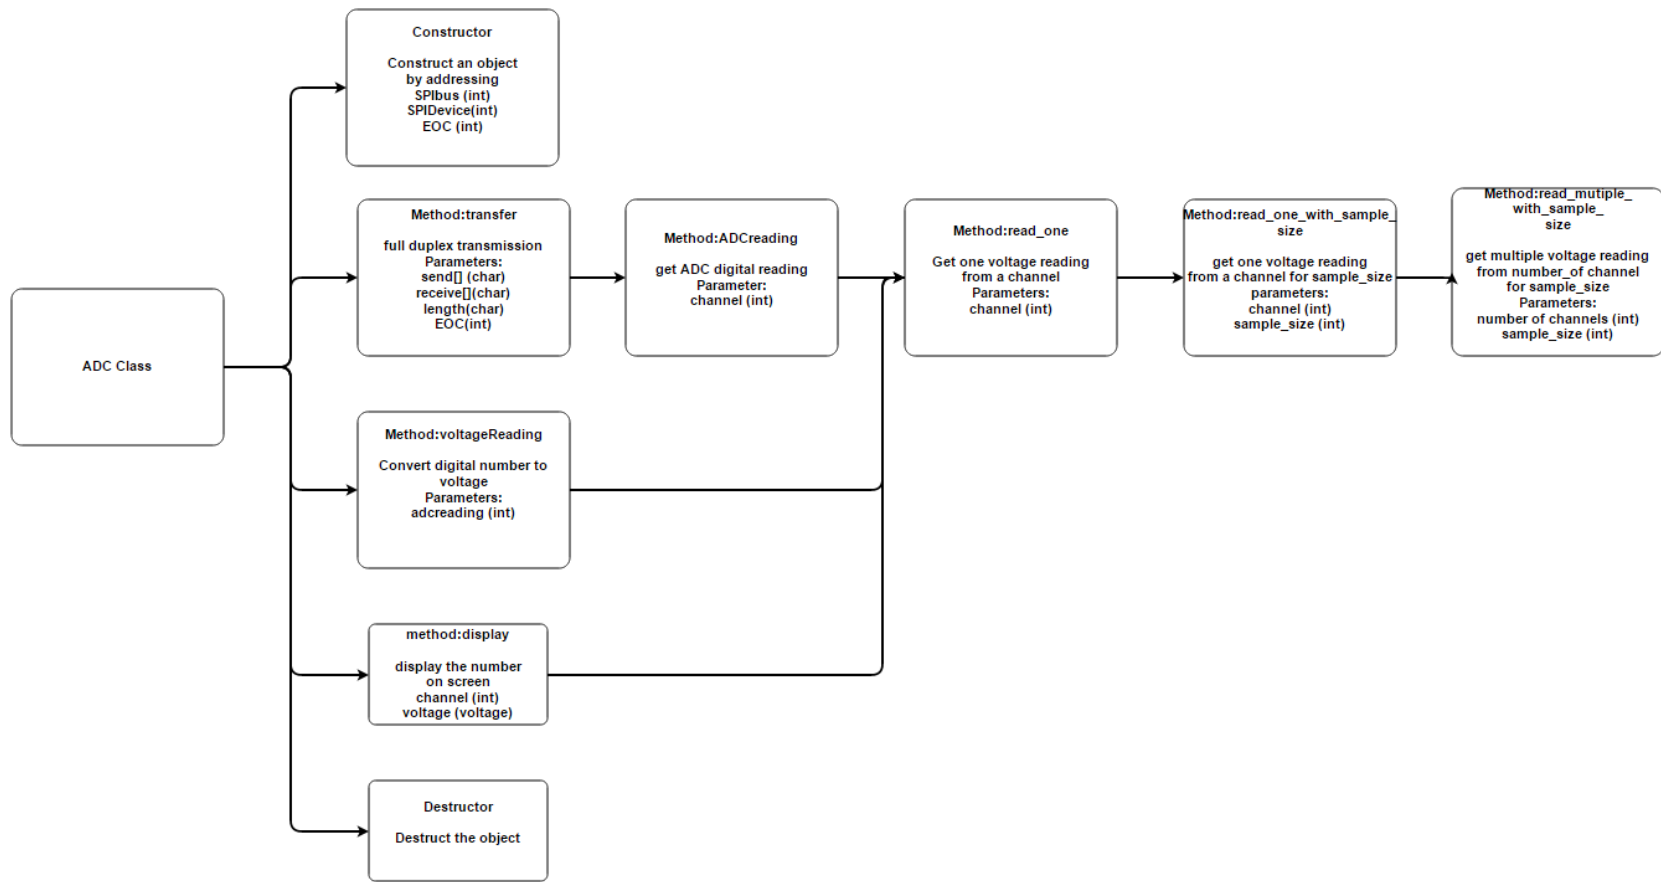 Constructor
Construct an object
by addressing
SPIbus (int)
SPIDevice(int)
EOC (int)
Method:transfer
full duplex transmission
Parameters:
send[] (char)
receive[](char)
length(char)
EOC(int)
Method:ADCreading
get ADC digital reading
Parameter:
channel (int)
Method:read_one
Get one voltage reading
from a channel
Parameters:
channel (int)
Method:read_one_with_sample_
size
get one voltage reading
from a channel for sample_size
parameters:
channel (int)
sample_size (int)
Method:read_mutiple_
with_sample_
size
get multiple voltage reading
from number_of channel
for sample_size
Parameters:
number of channels (int)
sample_size (int)
ADC Class
Method:voltageReading
Convert digital number to
voltage
Parameters:
adcreading (int)
method:display
display the number
on screen
channel (int)
voltage (voltage)
Destructor
Destruct the object